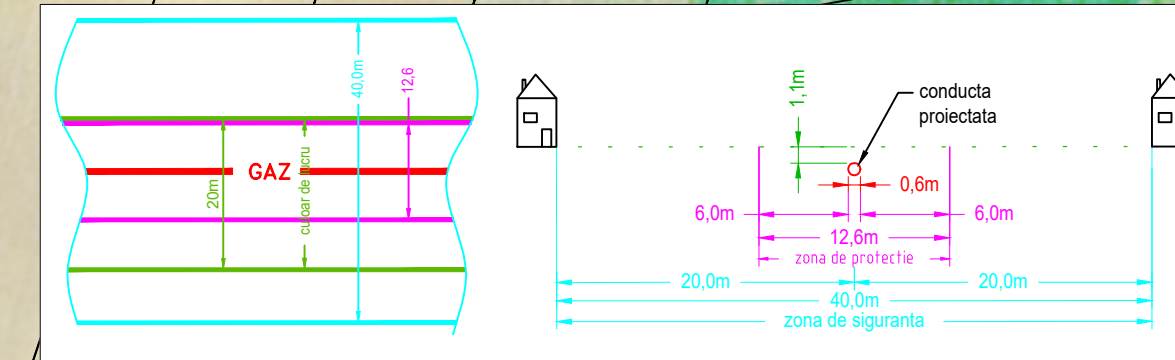 40,0m
12,6
20m
GAZ
culoar de lucru
1,1m
conducta
proiectata
0,6m
6,0m
6,0m
12,6m
zona de protectie
20,0m
20,0m
40,0m
zona de siguranta